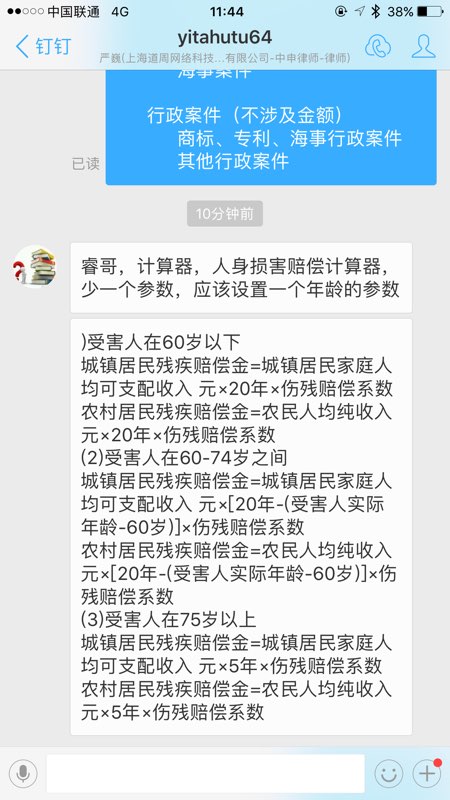 中国联通 4G 11:44 38%
钉钉
yitahutu64
严巍(上海道周网络科技...有限公司-中申律师-律师)
海事案件
行政案件（不涉及金额）
商标、专利、海事行政案件
其他行政案件
已读
10分钟前
睿哥，计算器，人身损害赔偿计算器，
少一个参数，应该设置一个年龄的参数
)受害人在60岁以下
城镇居民残疾赔偿金=城镇居民家庭人
均可支配收入 元×20年×伤残赔偿系数
农村居民残疾赔偿金=农民人均纯收入
元×20年×伤残赔偿系数
(2)受害人在60-74岁之间
城镇居民残疾赔偿金=城镇居民家庭人
均可支配收入 元×[20年-(受害人实际
年龄-60岁)]×伤残赔偿系数
农村居民残疾赔偿金=农民人均纯收入
元×[20年-(受害人实际年龄-60岁)]×伤
残赔偿系数
(3)受害人在75岁以上
城镇居民残疾赔偿金=城镇居民家庭人
均可支配收入 元×5年×伤残赔偿系数
农村居民残疾赔偿金=农民人均纯收入
元×5年×伤残赔偿系数